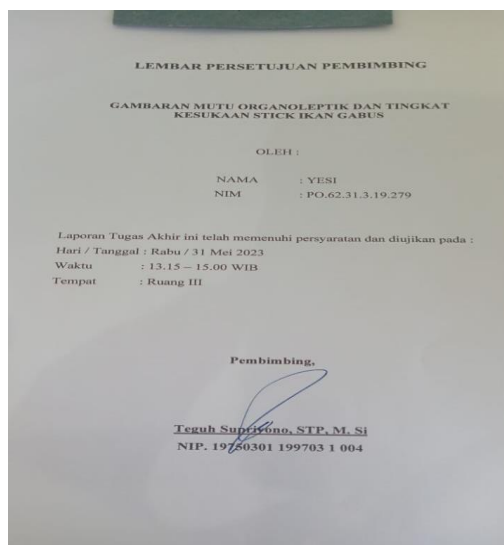 LEMBAR PERSETUJUAN PEMBIMBING
GAMBARAN MUTU ORGANOLEPTIK DAN TINGKAT
KESUKAAN STICK IKAN GABUS
OLEH :
NAMA : YESI
NIM : PO.62.31.3.19.279
Laporan Tugas Akhir ini telah memenuhi persyaratan dan diujikan pada :
Hari / Tanggal : Rabu / 31 Mei 2023
Waktu : 13.15 – 15.00 WIB
Tempat : Ruang III
Pembimbing,
Teguh Supriyono, STP, M. Si
NIP. 19750301 199703 1 004